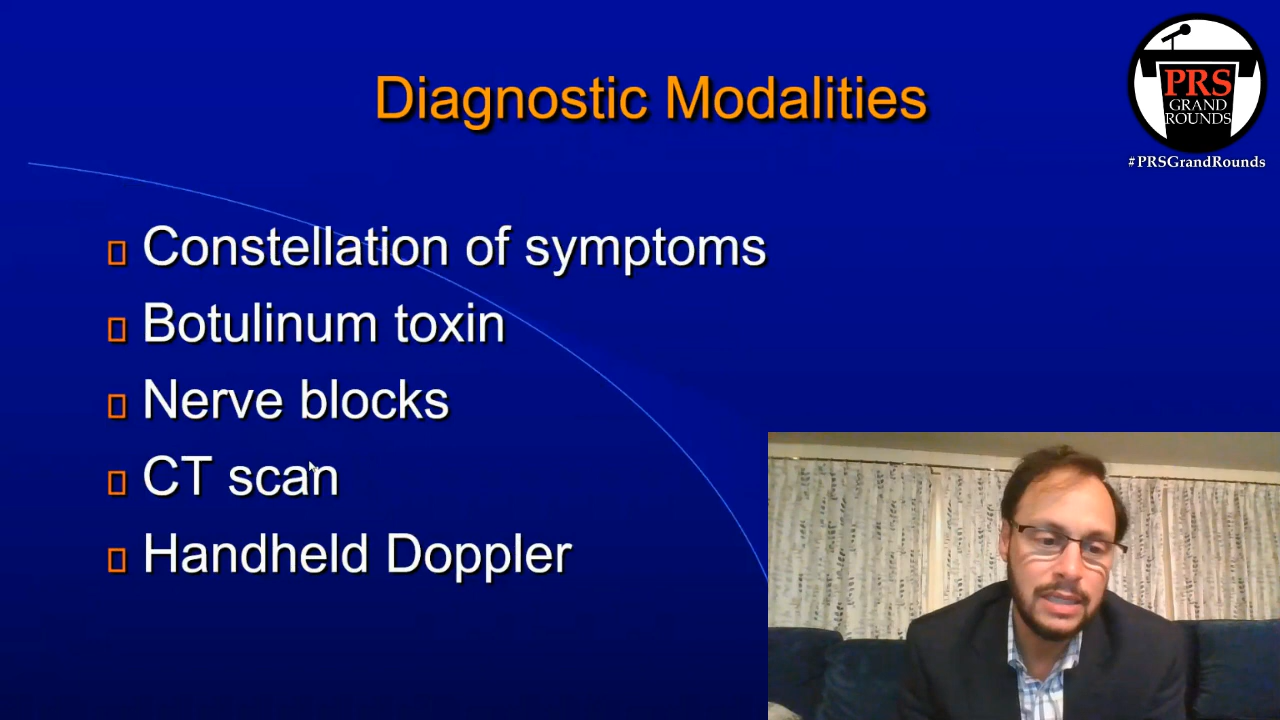 Diagnostic Modalities
PRS
GRAND
ROUNDS
#PRSGrandRounds
Constellation of symptoms
Botulinum toxin
Nerve blocks
CT scan
Handheld Doppler